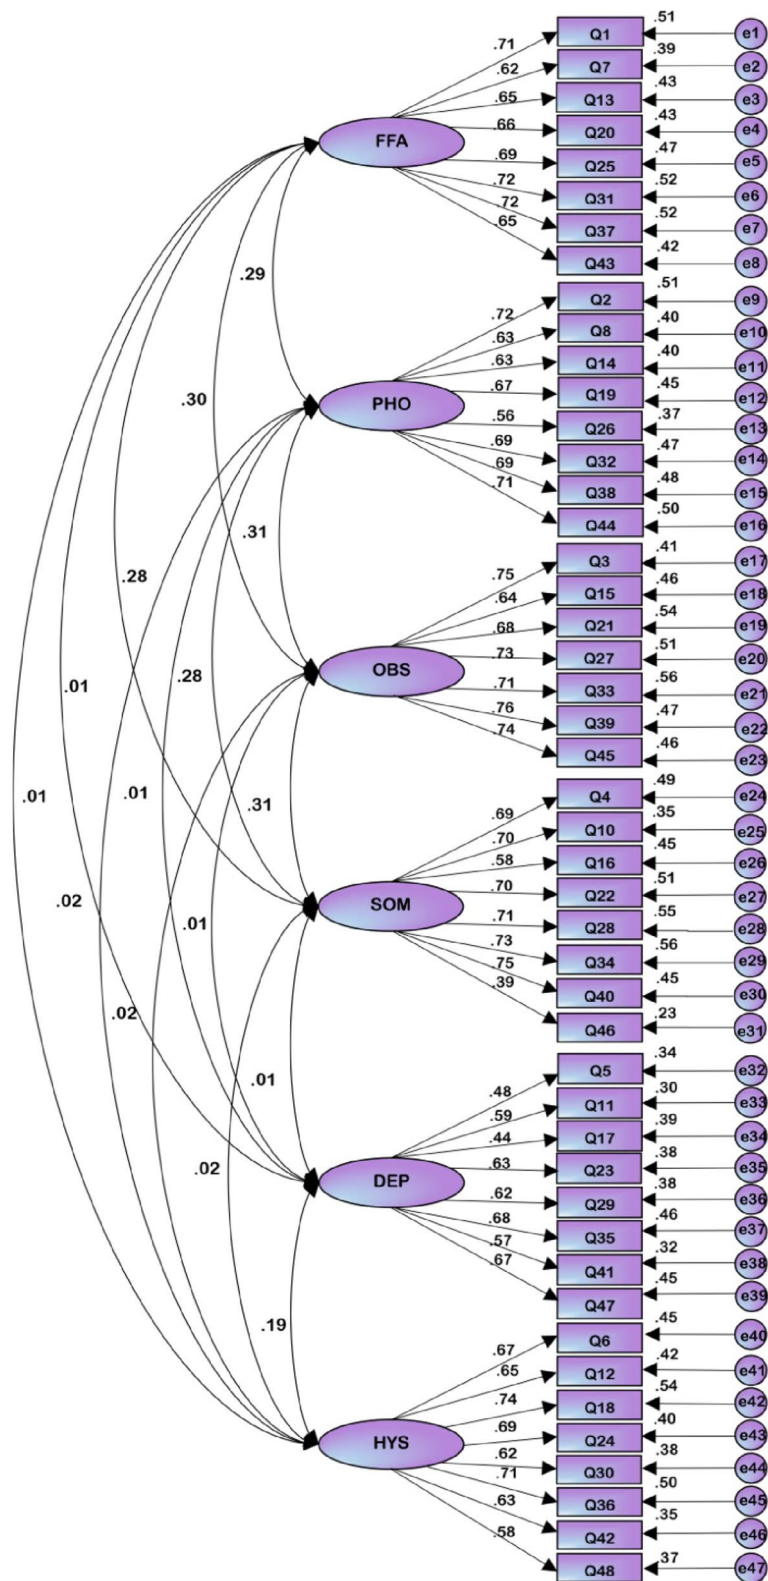 .51
.71 Q1 e1
.39
.62 Q7 e2
.43
.65 Q13 e3
.43
.66 Q20 e4
FFA
.47
.69 Q25 e5
.52
.72 Q31 e6
.52
.72 Q37 e7
.42
.65 Q43 e8
.29
.51
.72 Q2 e9
.40
.63 Q8 e10
.40
.63 Q14 e11
.45
.67 Q19 e12
.30
PHO
.37
.56 Q26 e13
.47
.69 Q32 e14
.48
.69 Q38 e15
.50
.71 Q44 e16
.31
.41
.75 Q3 e17
.28
.46
.64 Q15 e18
.54
.68 Q21 e19
.51
.73 Q27 e20
.28
OBS
.01
.56
.71 Q33 e21
.47
.76 Q39 e22
.46
.74 Q45 e23
.01
.01
.31
.49
.69 Q4 e24
.35
.70 Q10 e25
.45
.58 Q16 e26
.51
.70 Q22 e27
.02
SOM
.01
.55
.71 Q28 e28
.56
.73 Q34 e29
.45
.75 Q40 e30
.23
.39 Q46 e31
.02
.34
.48 Q5 e32
.01
.30
.59 Q11 e33
.39
.44 Q17 e34
.38
.63 Q23 e35
.02
DEP
.38
.62 Q29 e36
.46
.68 Q35 e37
.32
.57 Q41 e38
.45
.67 Q47 e39
.19
.45
.67 Q6 e40
.42
.65 Q12 e41
.54
.74 Q18 e42
.40
.69 Q24 e43
HYS
.38
.62 Q30 e44
.50
.71 Q36 e45
.35
.63 Q42 e46
.37
.58 Q48 e47